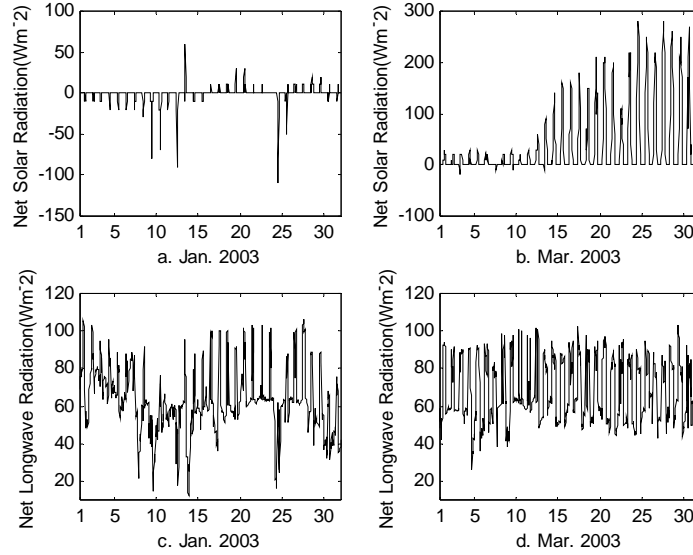 Net Solar Radiation(Wm-2)
100
50
0
-50
-100
-150
1 5 10 15 20 25 30
a. Jan. 2003
Net Solar Radiation(Wm-2)
300
200
100
0
-100
1 5 10 15 20 25 30
b. Mar. 2003
Net Longwave Radiation(Wm-2)
120
100
80
60
40
20
1 5 10 15 20 25 30
c. Jan. 2003
Net Longwave Radiation(Wm-2)
120
100
80
60
40
20
1 5 10 15 20 25 30
d. Mar. 2003